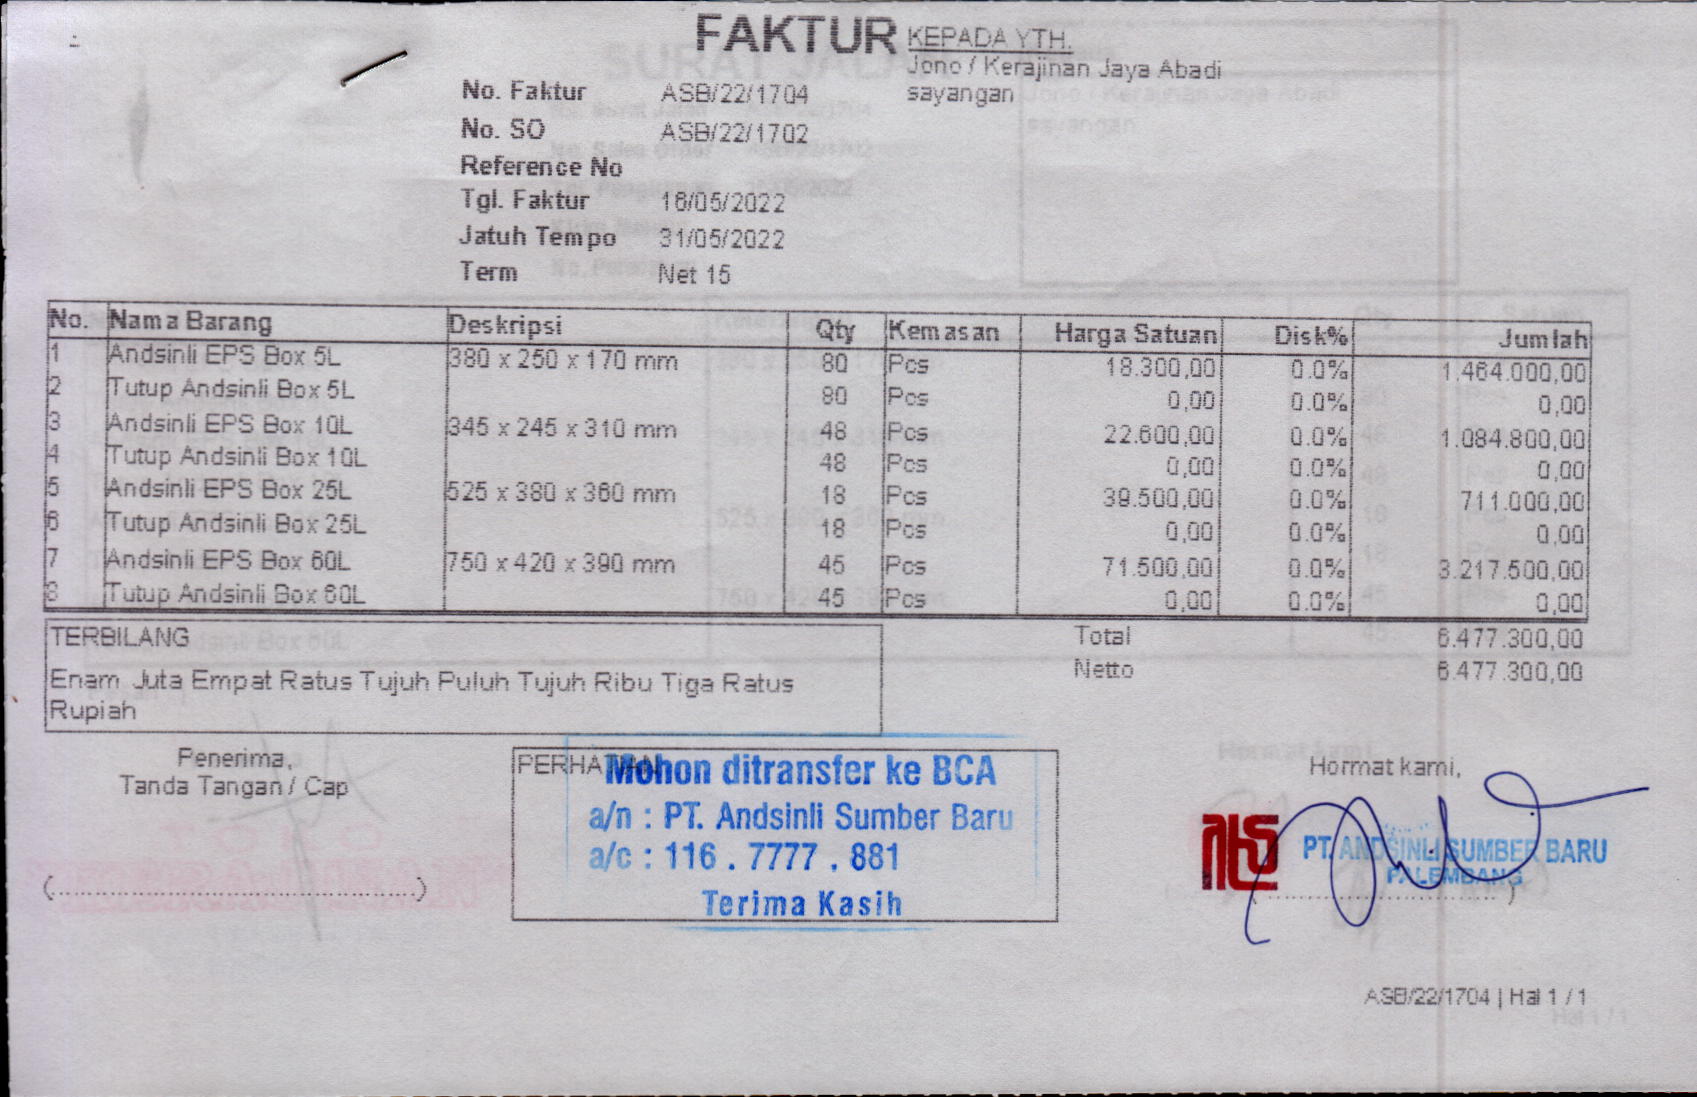 FAKTUR
KEPADA YTH.
Jono / Kerajinan Jaya Abadi
sayangan
No. Faktur ASB/22/1704
No. SO ASB/22/1702
Reference No
Tgl. Faktur 16/05/2022
Jatuh Tempo 31/05/2022
Term Net 15
No. Nama Barang Deskripsi Qty Kemasan Harga Satuan Disk% Jumlah
1 Andsinli EPS Box 5L 380 x 250 x 170 mm 80 Pcs 18.300,00 0.0% 1.464.000,00
2 Tutup Andsinli Box 5L 80 Pcs 0,00 0.0% 0,00
3 Andsinli EPS Box 10L 345 x 245 x 310 mm 48 Pcs 22.600,00 0.0% 1.084.800,00
4 Tutup Andsinli Box 10L 48 Pcs 0,00 0.0% 0,00
5 Andsinli EPS Box 25L 525 x 380 x 360 mm 18 Pcs 39.500,00 0.0% 711.000,00
6 Tutup Andsinli Box 25L 18 Pcs 0,00 0.0% 0,00
7 Andsinli EPS Box 60L 750 x 420 x 390 mm 45 Pcs 71.500,00 0.0% 3.217.500,00
8 Tutup Andsinli Box 60L 45 Pcs 0,00 0.0% 0,00
TERBILANG
Enam Juta Empat Ratus Tujuh Puluh Tujuh Ribu Tiga Ratus
Rupiah
Total 6.477.300,00
Netto 6.477.300,00
Penerima,
Tanda Tangan / Cap
(..................................................)
PERHATIAN
Mohon ditransfer ke BCA
a/n : PT. Andsinli Sumber Baru
a/c : 116 . 7777 . 881
Terima Kasih
Hormat kami,
PT. ANDSINLI SUMBER BARU
PALEMBANG
ASB/22/1704 | Hal 1 / 1